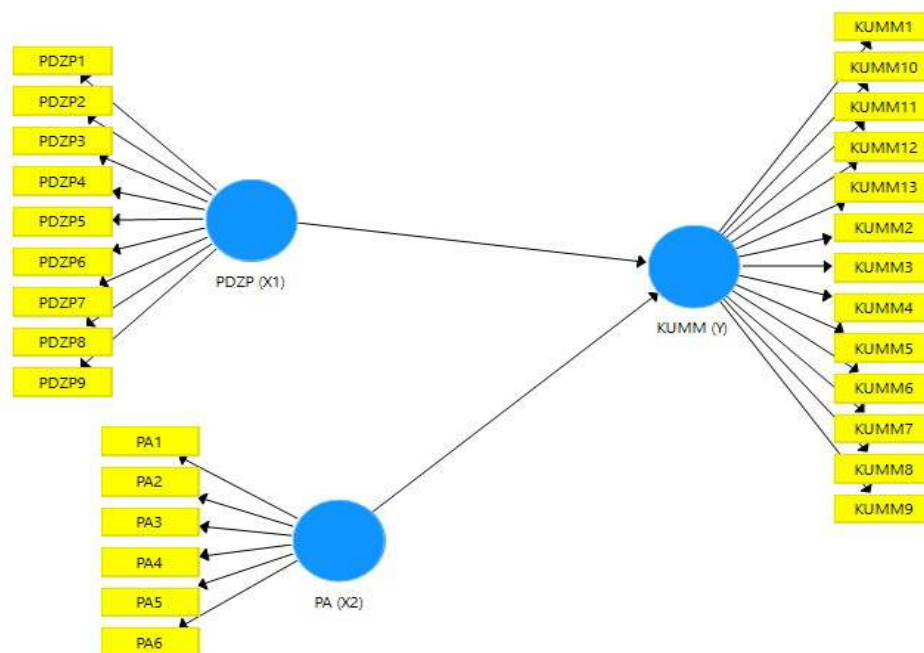 PDZP1
PDZP2
PDZP3
PDZP4
PDZP5
PDZP6
PDZP7
PDZP8
PDZP9
PDZP (X1)
PA1
PA2
PA3
PA4
PA5
PA6
PA (X2)
KUMM (Y)
KUMM1
KUMM10
KUMM11
KUMM12
KUMM13
KUMM2
KUMM3
KUMM4
KUMM5
KUMM6
KUMM7
KUMM8
KUMM9